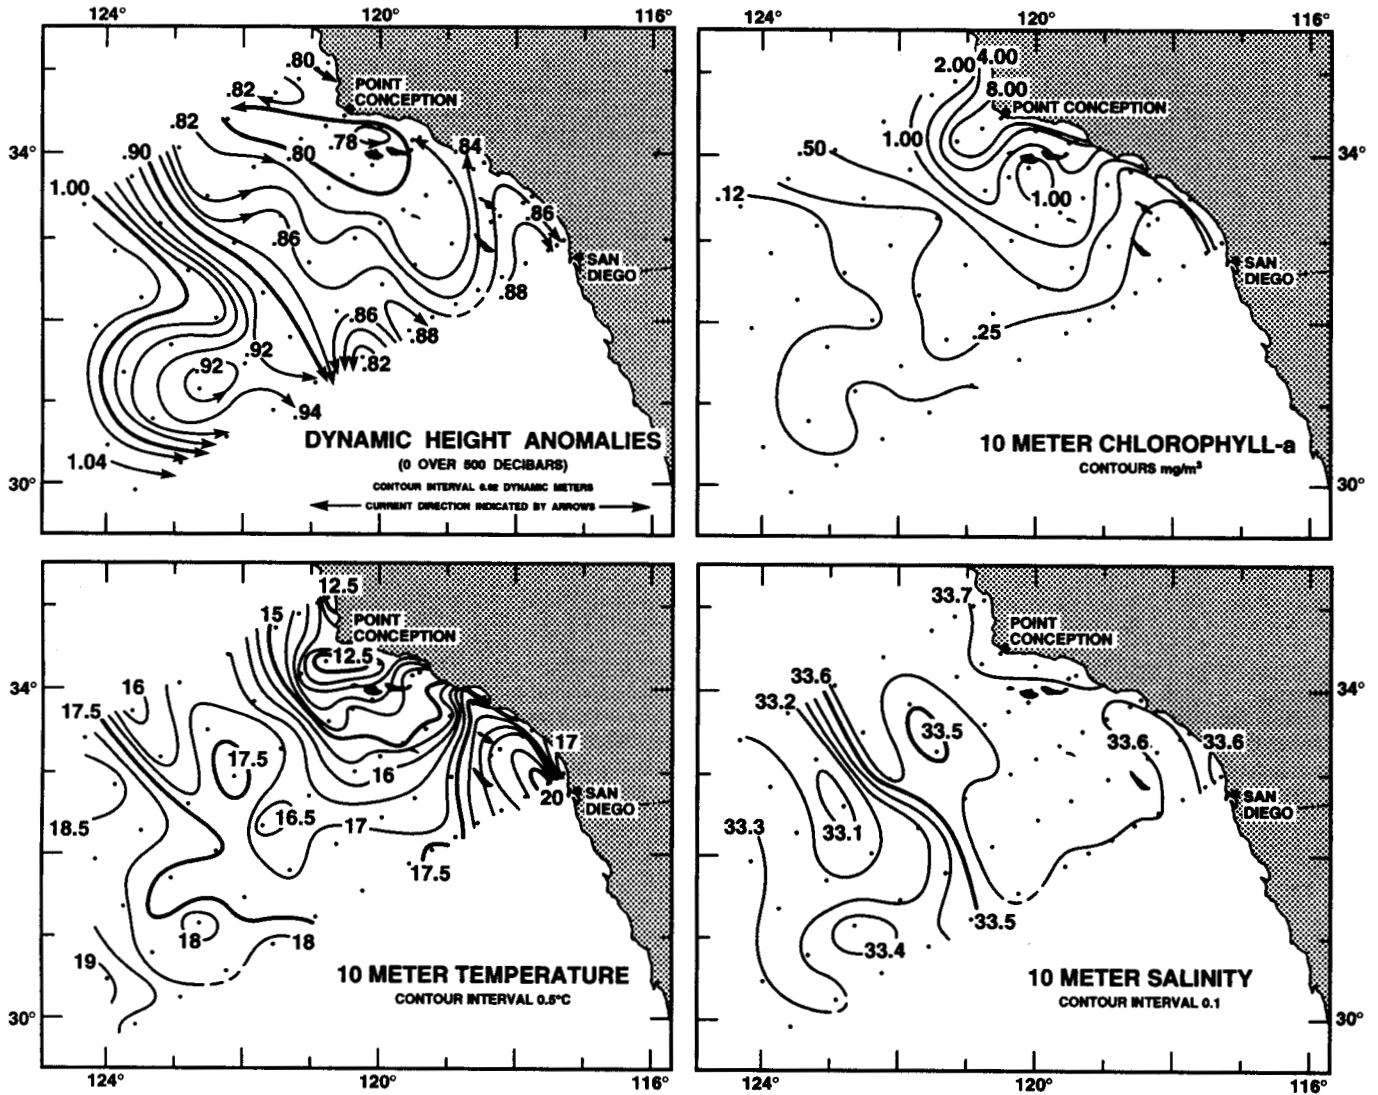 124° 120° 116°
.80
POINT
CONCEPTION
.82
.82
.78
.84
34°
.90
.80
1.00
.86
.86
SAN
DIEGO
.88
.86
.88
.92
.92
.82
.94
DYNAMIC HEIGHT ANOMALIES
(0 OVER 500 DECIBARS)
1.04
30°
CONTOUR INTERVAL 0.02 DYNAMIC METERS
CURRENT DIRECTION INDICATED BY ARROWS
124° 120° 116°
4.00
2.00
8.00
POINT CONCEPTION
1.00
.50
34°
.12
1.00
SAN
DIEGO
.25
10 METER CHLOROPHYLL-a
CONTOURS mg/m³
30°
12.5
15
POINT
CONCEPTION
12.5
34°
16
17.5
17
17.5
16
20
SAN
DIEGO
16.5
17
18.5
17.5
18
18
19
10 METER TEMPERATURE
CONTOUR INTERVAL 0.5°C
30°
124° 120° 116°
33.7
POINT
CONCEPTION
33.6
34°
33.2
33.5
33.6
33.6
SAN
DIEGO
33.3
33.1
33.5
33.4
10 METER SALINITY
CONTOUR INTERVAL 0.1
30°
124° 120° 116°